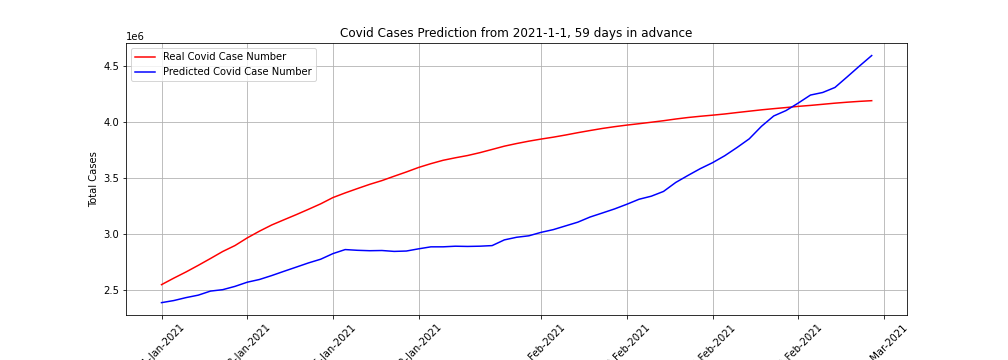 Covid Cases Prediction from 2021-1-1, 59 days in advance
1e6
Real Covid Case Number
Predicted Covid Case Number
4.5
4.0
3.5
3.0
2.5
Total Cases
-Jan-2021
-Jan-2021
-Jan-2021
-Jan-2021
Feb-2021
-Feb-2021
-Feb-2021
-Feb-2021
Mar-2021